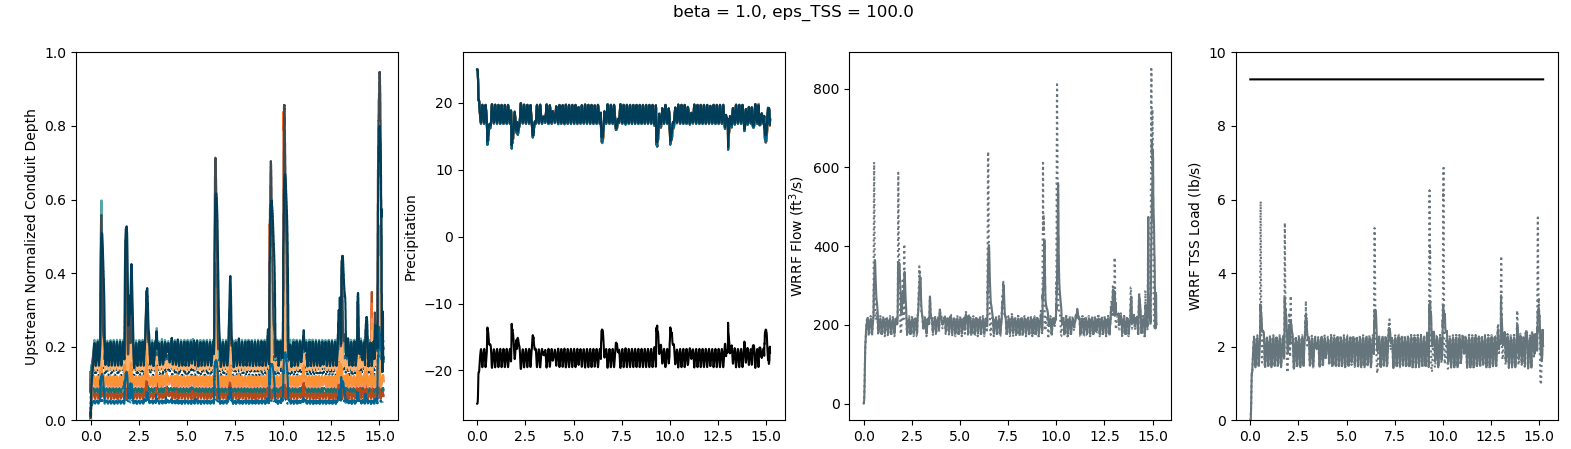 beta = 1.0, eps_TSS = 100.0
Upstream Normalized Conduit Depth
1.0
0.8
0.6
0.4
0.2
0.0
0.0 2.5 5.0 7.5 10.0 12.5 15.0
Precipitation
20
10
0
−10
−20
0.0 2.5 5.0 7.5 10.0 12.5 15.0
WRRF Flow (ft³/s)
800
600
400
200
0
0.0 2.5 5.0 7.5 10.0 12.5 15.0
WRRF TSS Load (lb/s)
10
8
6
4
2
0
0.0 2.5 5.0 7.5 10.0 12.5 15.0